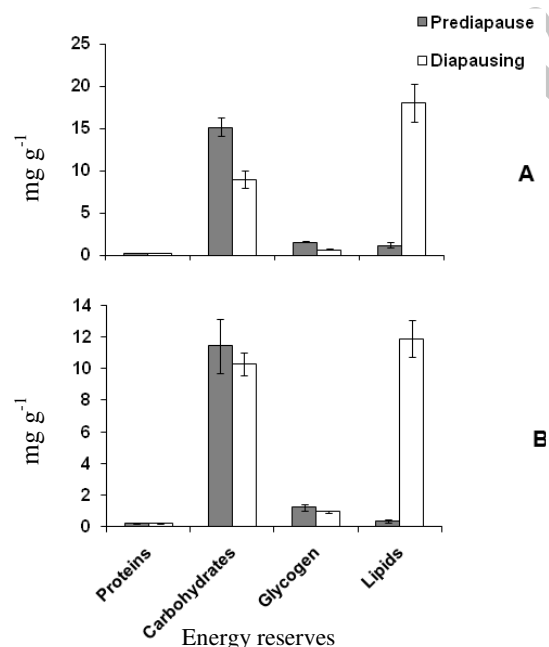 Prediapause
Diapausing
25
20
15
10
5
0
mg g-1
A
14
12
10
8
6
4
2
0
mg g-1
B
Proteins
Carbohydrates
Glycogen
Lipids
Energy reserves